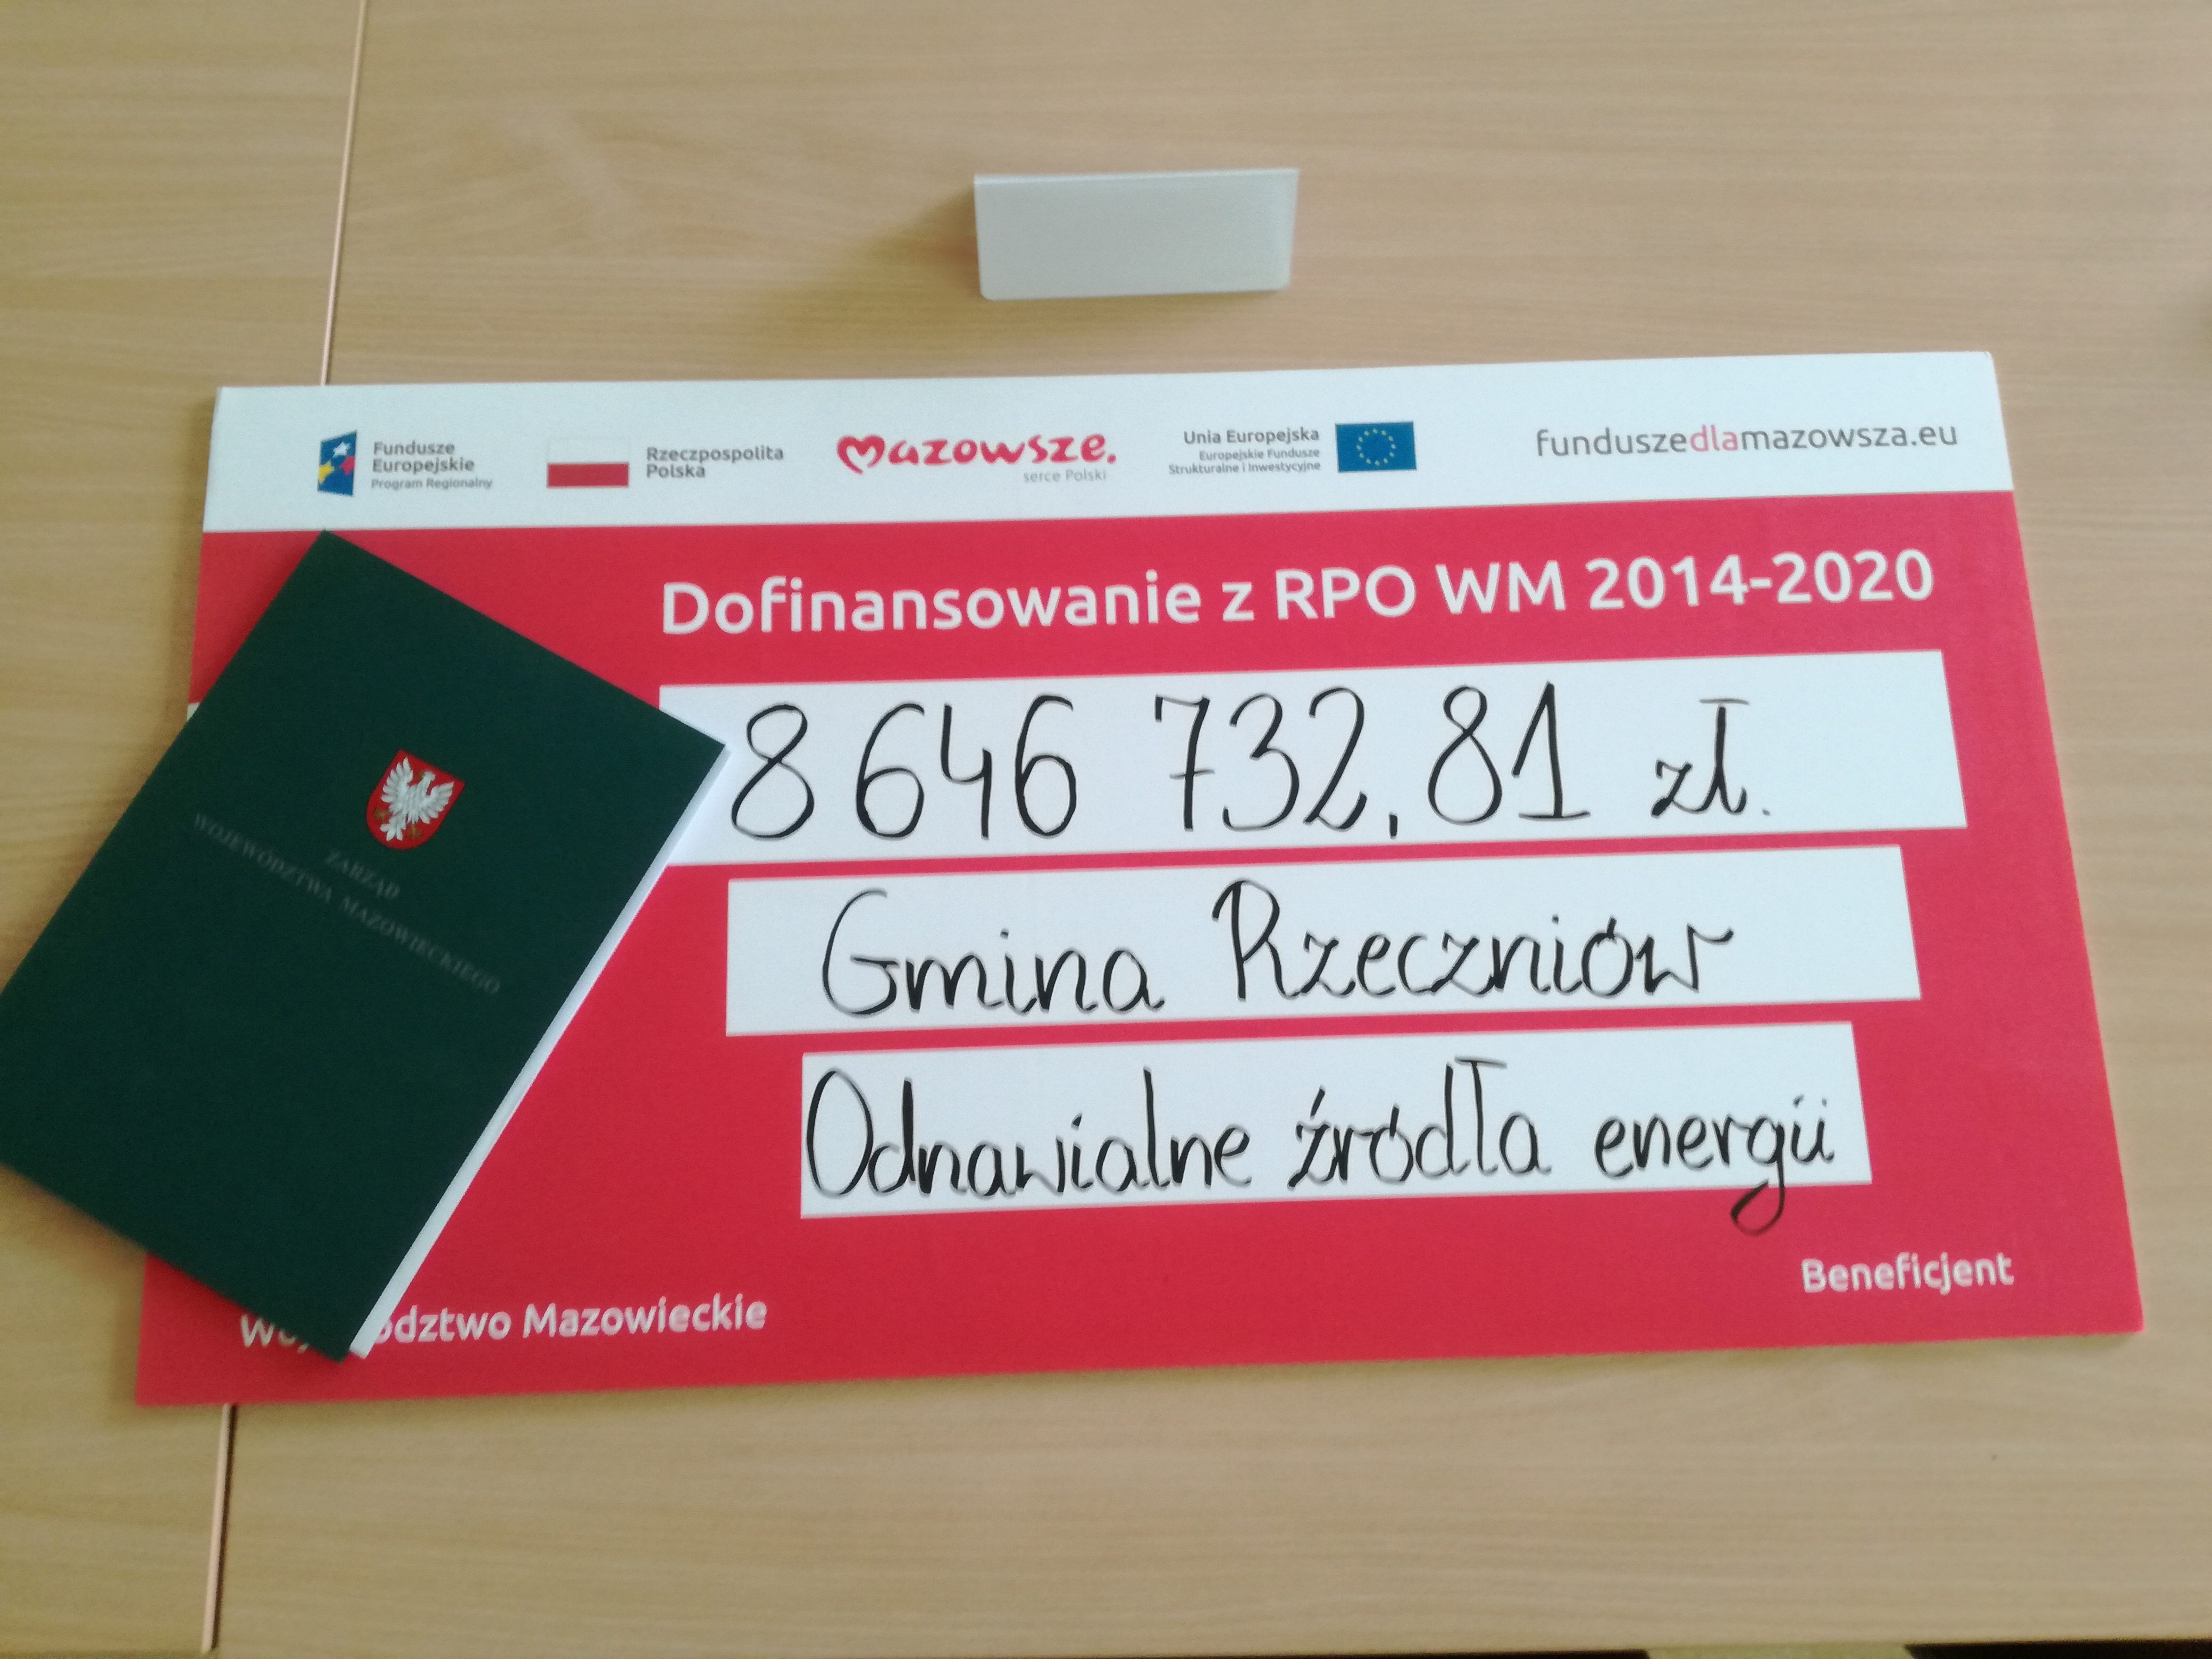 Fundusze
Europejskie
Program Regionalny
Rzeczpospolita
Polska
mazowsze.
serce Polski
Unia Europejska
Europejskie Fundusze
Strukturalne i Inwestycyjne
funduszedlamazowsza.eu
Dofinansowanie z RPO WM 2014-2020
8 646 732,81 zł.
Gmina Rzeczniów
Odnawialne źródła energii
ZARZĄD
WOJEWÓDZTWA MAZOWIECKIEGO
Beneficjent
Mazowieckie